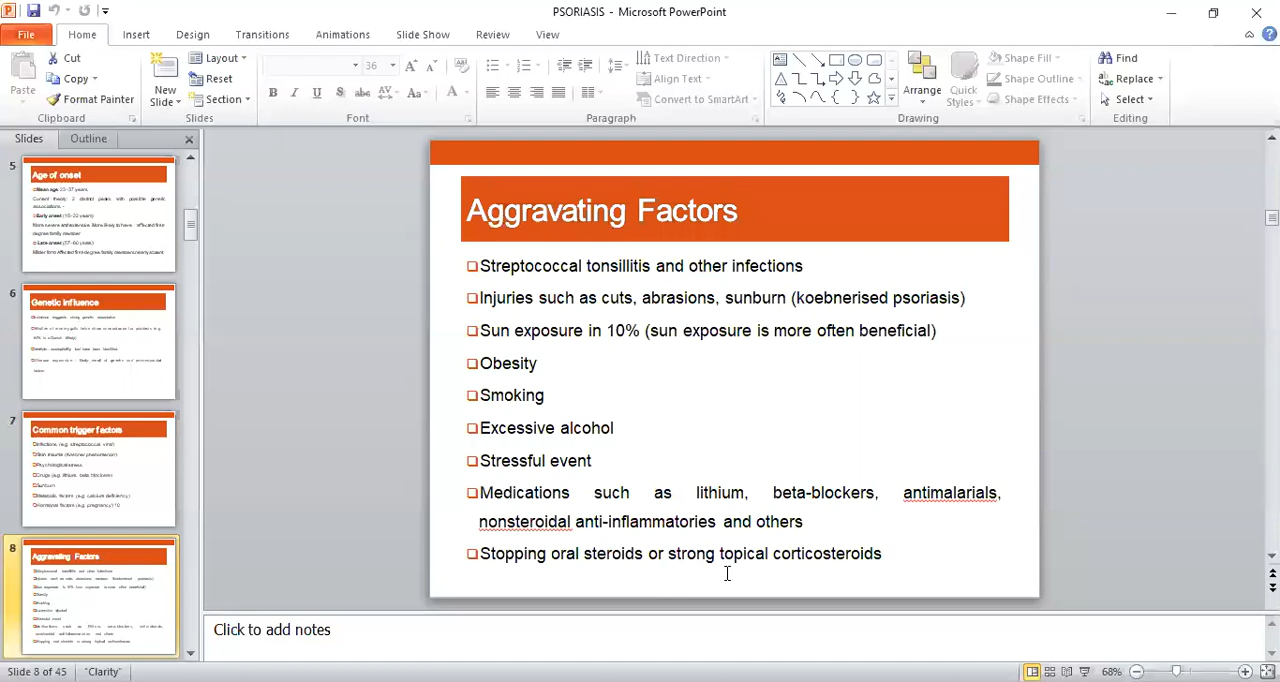 PSORIASIS - Microsoft PowerPoint
File Home Insert Design Transitions Animations Slide Show Review View
Cut
Copy
Format Painter
Paste
Clipboard
New Slide
Layout
Reset
Section
Slides
36
Font
Text Direction
Align Text
Convert to SmartArt
Paragraph
Arrange
Quick Styles
Shape Fill
Shape Outline
Shape Effects
Drawing
Find
Replace
Select
Editing
Slides Outline
5
Age of onset
6
Genetic influence
7
Common trigger factors
8
Aggravating Factors
Aggravating Factors
Streptococcal tonsillitis and other infections
Injuries such as cuts, abrasions, sunburn (koebnerised psoriasis)
Sun exposure in 10% (sun exposure is more often beneficial)
Obesity
Smoking
Excessive alcohol
Stressful event
Medications such as lithium, beta-blockers, antimalarials,
nonsteroidal anti-inflammatories and others
Stopping oral steroids or strong topical corticosteroids
Click to add notes
Slide 8 of 45 "Clarity" 68%